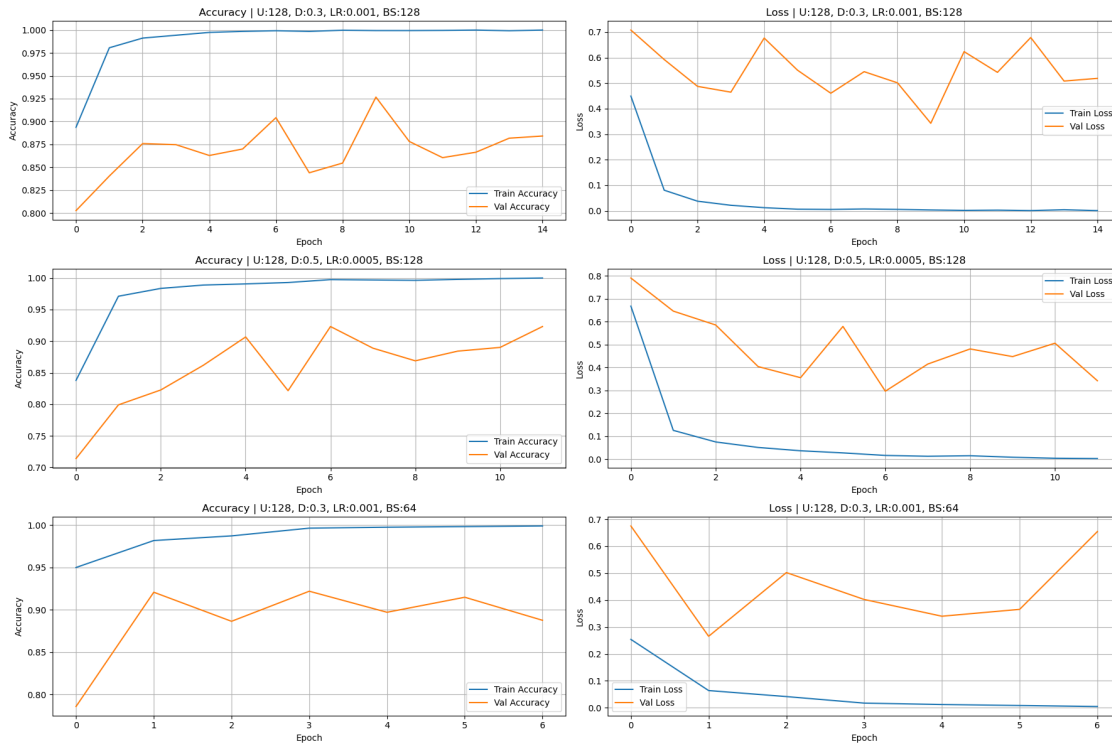 Accuracy | U:128, D:0.3, LR:0.001, BS:128
1.000
0.975
0.950
0.925
0.900
0.875
0.850
0.825
0.800
Accuracy
Train Accuracy
Val Accuracy
0 2 4 6 8 10 12 14
Epoch
Loss | U:128, D:0.3, LR:0.001, BS:128
0.7
0.6
0.5
0.4
0.3
0.2
0.1
0.0
Loss
Train Loss
Val Loss
0 2 4 6 8 10 12 14
Epoch
Accuracy | U:128, D:0.5, LR:0.0005, BS:128
1.00
0.95
0.90
0.85
0.80
0.75
0.70
Accuracy
Train Accuracy
Val Accuracy
0 2 4 6 8 10
Epoch
Loss | U:128, D:0.5, LR:0.0005, BS:128
0.8
0.7
0.6
0.5
0.4
0.3
0.2
0.1
0.0
Loss
Train Loss
Val Loss
0 2 4 6 8 10
Epoch
Accuracy | U:128, D:0.3, LR:0.001, BS:64
1.00
0.95
0.90
0.85
0.80
Accuracy
Train Accuracy
Val Accuracy
0 1 2 3 4 5 6
Epoch
Loss | U:128, D:0.3, LR:0.001, BS:64
0.7
0.6
0.5
0.4
0.3
0.2
0.1
0.0
Loss
Train Loss
Val Loss
0 1 2 3 4 5 6
Epoch